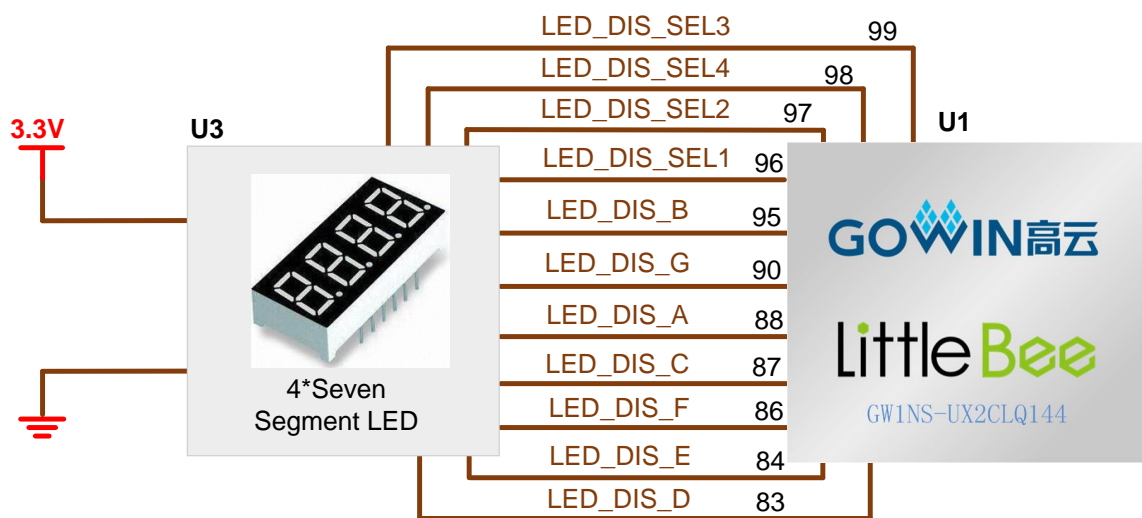 LED_DIS_SEL3
99
LED_DIS_SEL4
98
LED_DIS_SEL2
97
3.3V
U3
U1
LED_DIS_SEL1
96
LED_DIS_B
95
GOWIN高云
LED_DIS_G
90
LED_DIS_A
88
LittleBee
LED_DIS_C
87
4*Seven
Segment LED
LED_DIS_F
86
GW1NS-UX2CLQ144
LED_DIS_E
84
LED_DIS_D
83